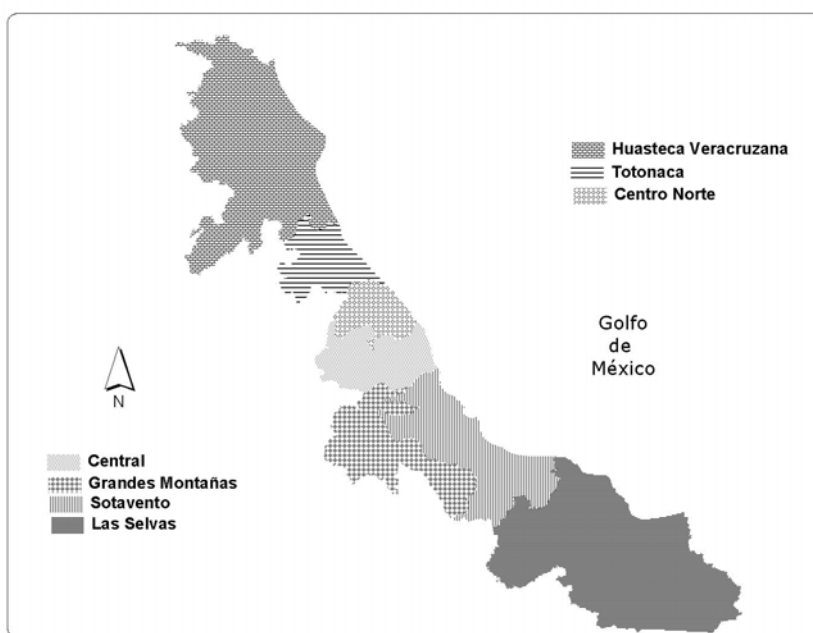 Huasteca Veracruzana
Totonaca
Centro Norte
Golfo
de
México
N
Central
Grandes Montañas
Sotavento
Las Selvas